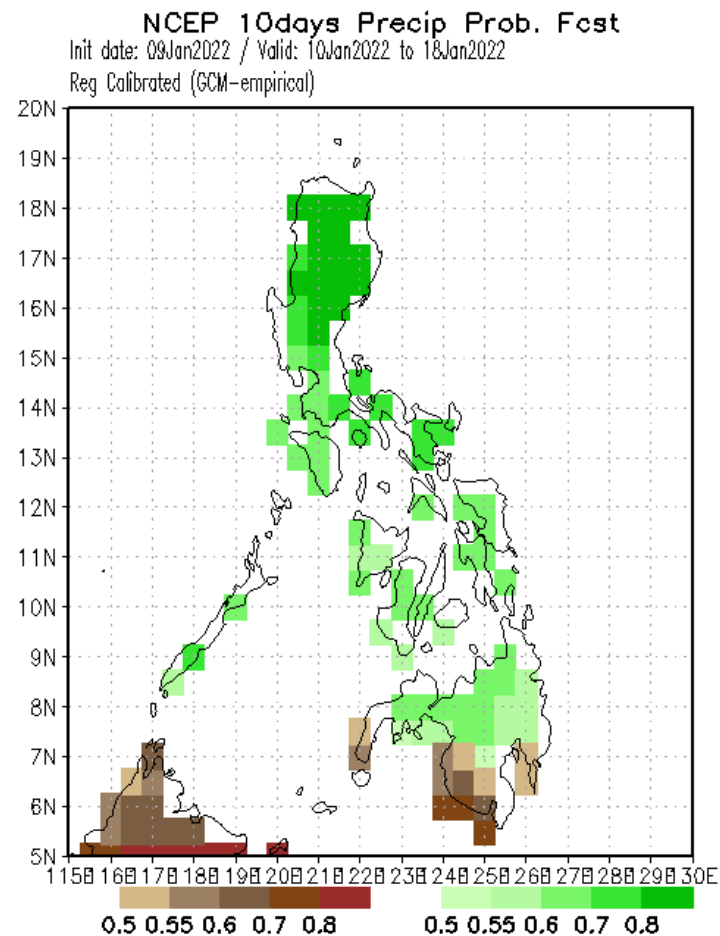 NCEP 10days Precip Prob. Fcst
Init date: 09Jan2022 / Valid: 10Jan2022 to 18Jan2022
Reg Calibrated (GCM-empirical)
20N
19N
18N
17N
16N
15N
14N
13N
12N
11N
10N
9N
8N
7N
6N
5N
115E 116E 117E 118E 119E 120E 121E 122E 123E 124E 125E 126E 127E 128E 129E 130E
0.5 0.55 0.6 0.7 0.8 0.5 0.55 0.6 0.7 0.8